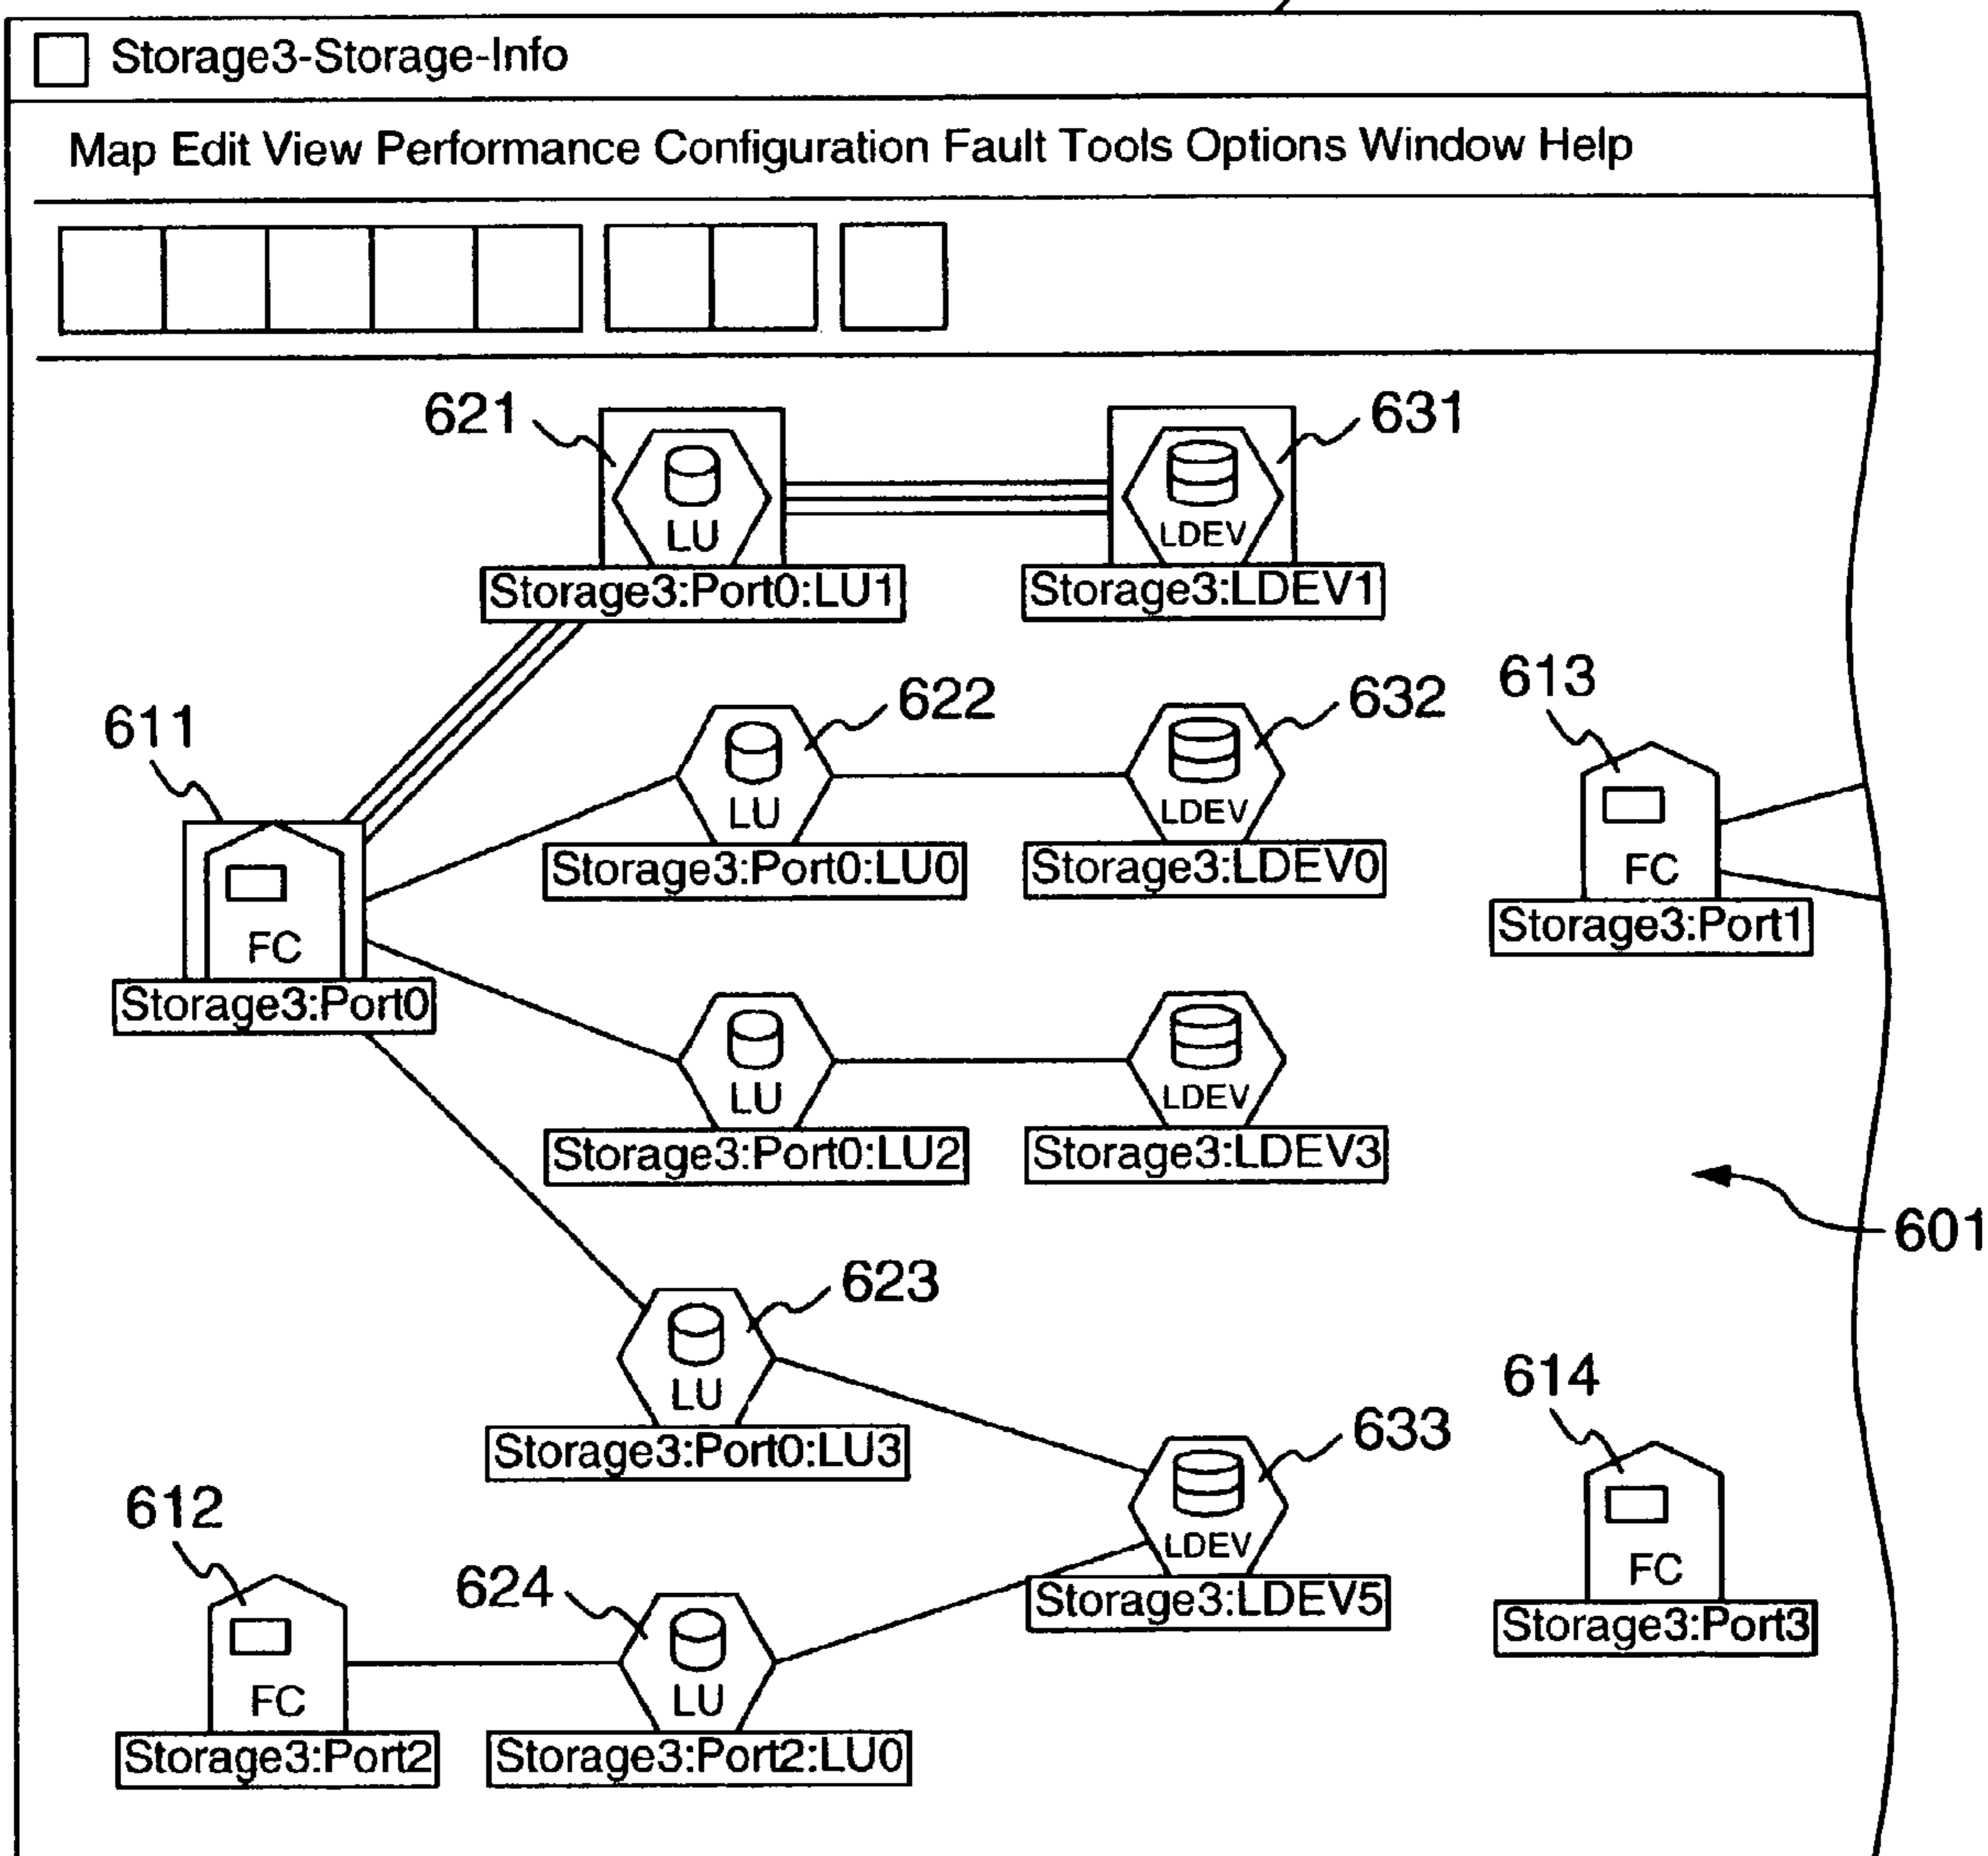 Storage3-Storage-Info
Map Edit View Performance Configuration Fault Tools Options Window Help
621
631
LU
LDEV
Storage3:Port0:LU1
Storage3:LDEV1
611
622
632
613
LU
LDEV
FC
Storage3:Port0:LU0
Storage3:LDEV0
Storage3:Port1
FC
Storage3:Port0
LU
LDEV
Storage3:Port0:LU2
Storage3:LDEV3
601
623
LU
Storage3:Port0:LU3
633
614
LDEV
FC
Storage3:LDEV5
Storage3:Port3
612
624
FC
LU
Storage3:Port2
Storage3:Port2:LU0